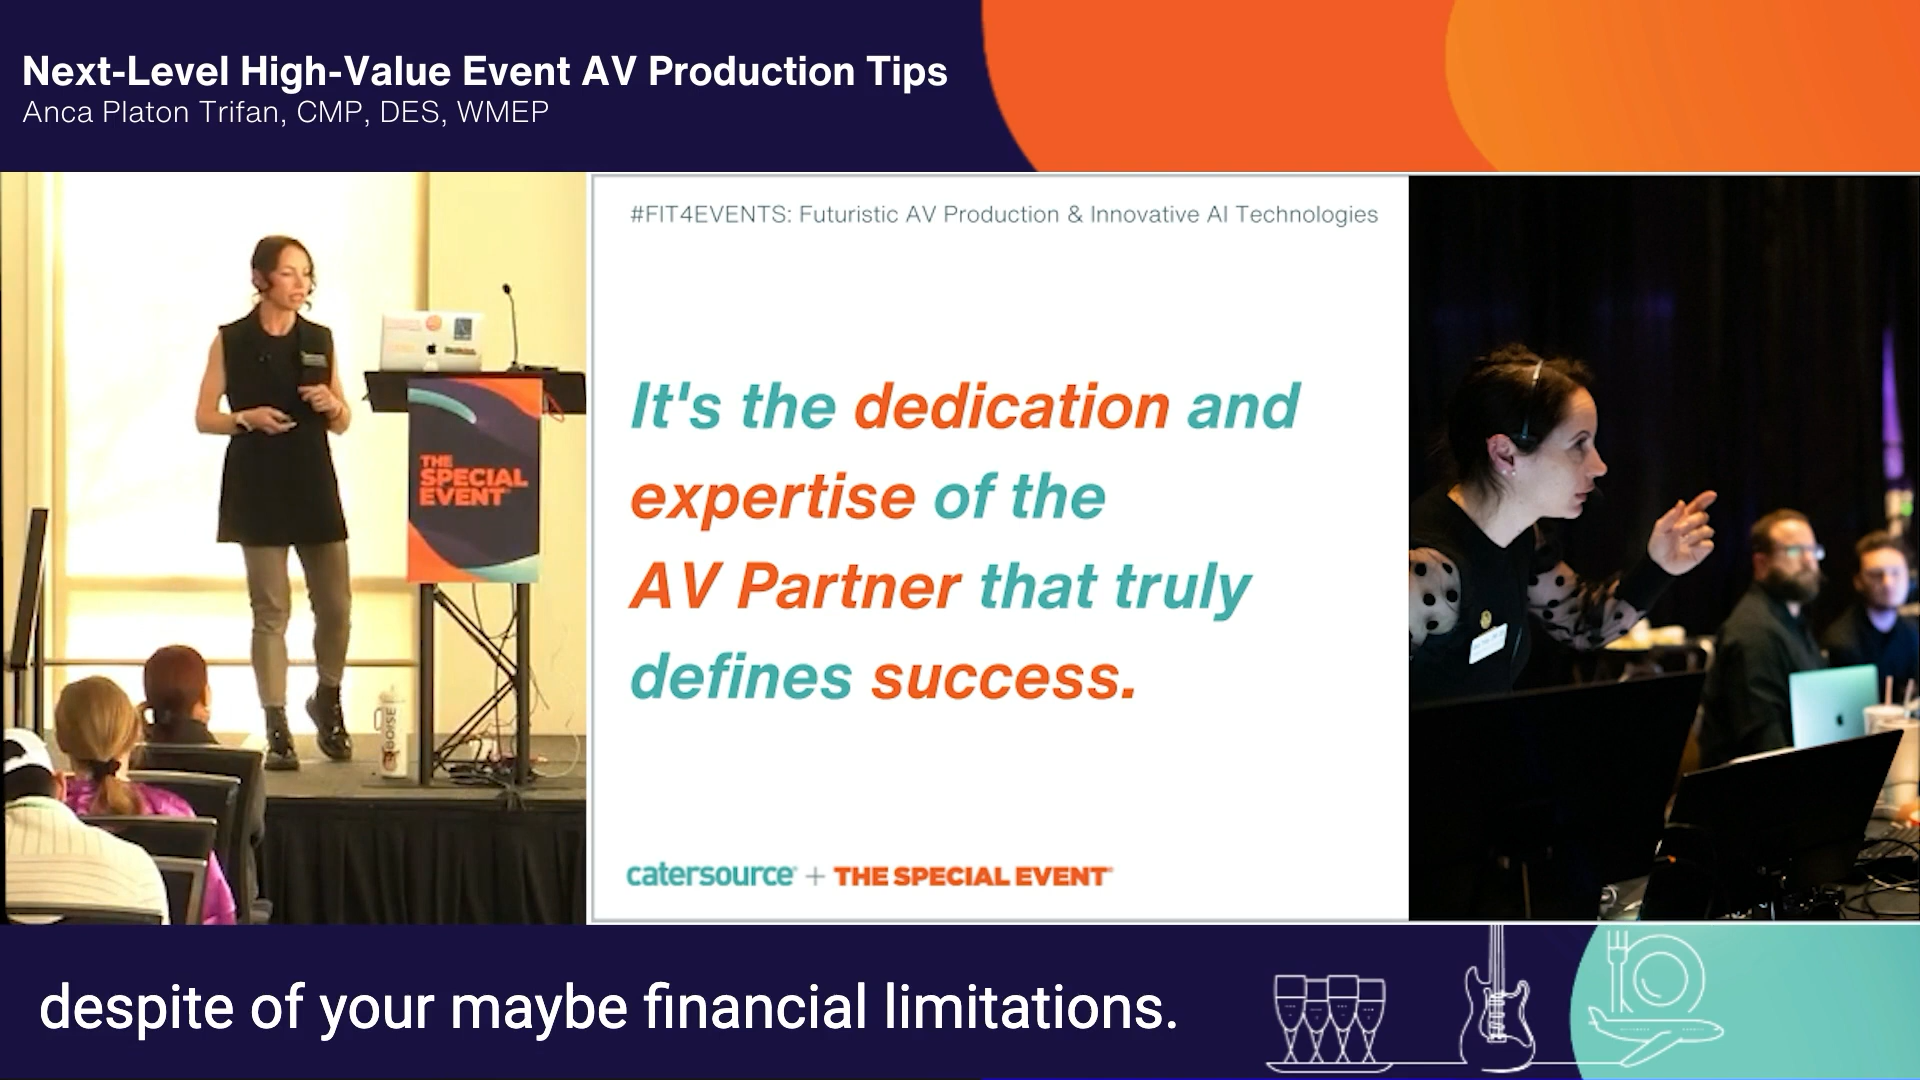 Next-Level High-Value Event AV Production Tips
Anca Platon Trifan, CMP, DES, WMEP
#FIT4EVENTS: Futuristic AV Production & Innovative AI Technologies
It's the dedication and
expertise of the
AV Partner that truly
defines success.
THE
SPECIAL
EVENT
BOISE
catersource + THE SPECIAL EVENT
despite of your maybe financial limitations.